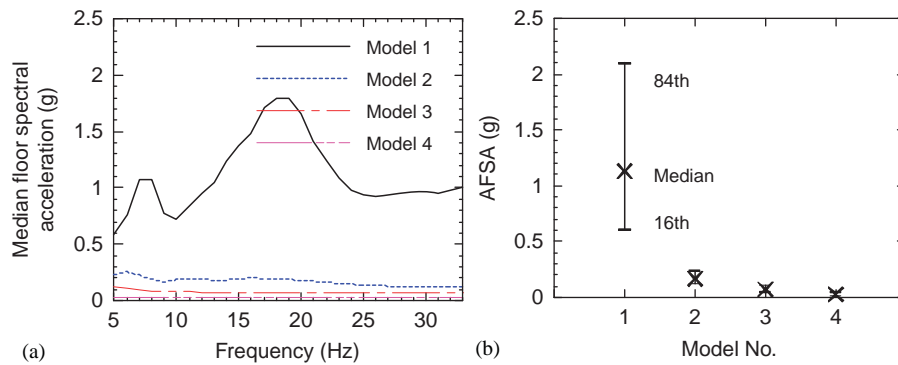 2.5
2
1.5
1
0.5
0
5
10
15
20
25
30
Median floor spectral
acceleration (g)
Frequency (Hz)
Model 1
Model 2
Model 3
Model 4
(a)
2.5
2
1.5
1
0.5
0
1
2
3
4
AFSA (g)
Model No.
84th
Median
16th
(b)